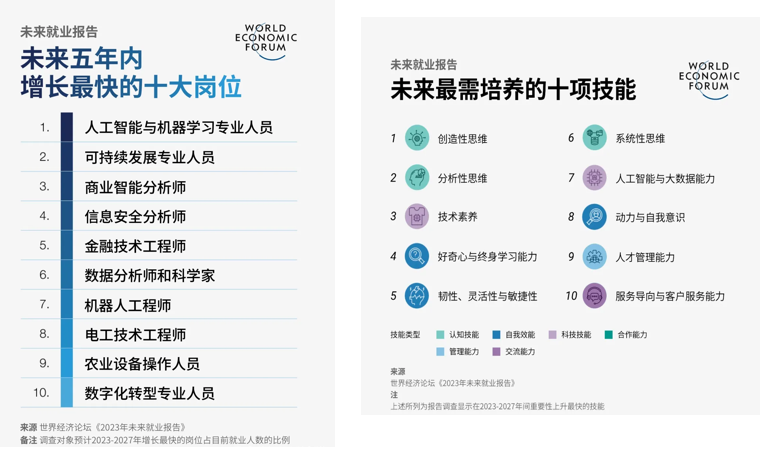 未来就业报告
WORLD
ECONOMIC
FORUM
未来五年内
增长最快的十大岗位
1. 人工智能与机器学习专业人员
2. 可持续发展专业人员
3. 商业智能分析师
4. 信息安全分析师
5. 金融技术工程师
6. 数据分析师和科学家
7. 机器人工程师
8. 电工技术工程师
9. 农业设备操作人员
10. 数字化转型专业人员
来源 世界经济论坛《2023年未来就业报告》
备注 调查对象预计2023-2027年增长最快的岗位占目前就业人数的比例
未来就业报告
WORLD
ECONOMIC
FORUM
未来最需培养的十项技能
1 创造性思维
2 分析性思维
3 技术素养
4 好奇心与终身学习能力
5 韧性、灵活性与敏捷性
6 系统性思维
7 人工智能与大数据能力
8 动力与自我意识
9 人才管理能力
10 服务导向与客户服务能力
技能类型 认知技能 自我效能 科技技能 合作能力
管理能力 交流能力
来源
世界经济论坛《2023年未来就业报告》
注
上述所列为报告调查显示在2023-2027年间重要性上升最快的技能